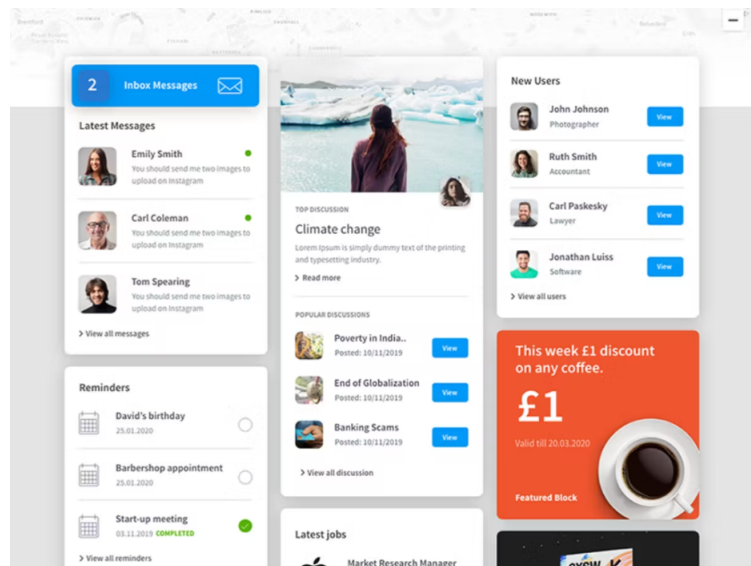 2
Inbox Messages
Latest Messages
Emily Smith
You should send me two images to
upload on Instagram
Carl Coleman
You should send me two images to
upload on Instagram
Tom Spearing
You should send me two images to
upload on Instagram
> View all messages
Reminders
David's birthday
25.01.2020
Barbershop appointment
25.01.2020
Start-up meeting
03.11.2019 COMPLETED
> View all reminders
TOP DISCUSSION
Climate change
Lorem Ipsum is simply dummy text of the printing
and typesetting industry.
> Read more
POPULAR DISCUSSIONS
Poverty in India..
Posted: 10/11/2019
View
End of Globalization
Posted: 10/11/2019
View
Banking Scams
Posted: 10/11/2019
View
> View all discussion
Latest jobs
Market Research Manager
New Users
John Johnson
Photographer
View
Ruth Smith
Accountant
View
Carl Paskesky
Lawyer
View
Jonathan Luiss
Software
View
> View all users
This week £1 discount
on any coffee.
£1
Valid till 20.03.2020
Featured Block